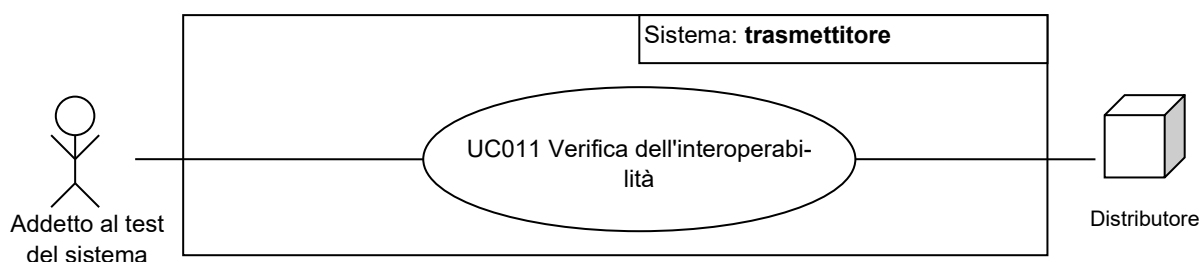 Sistema: trasmettitore
UC011 Verifica dell'interoperabi-
lità
Addetto al test
del sistema
Distributore